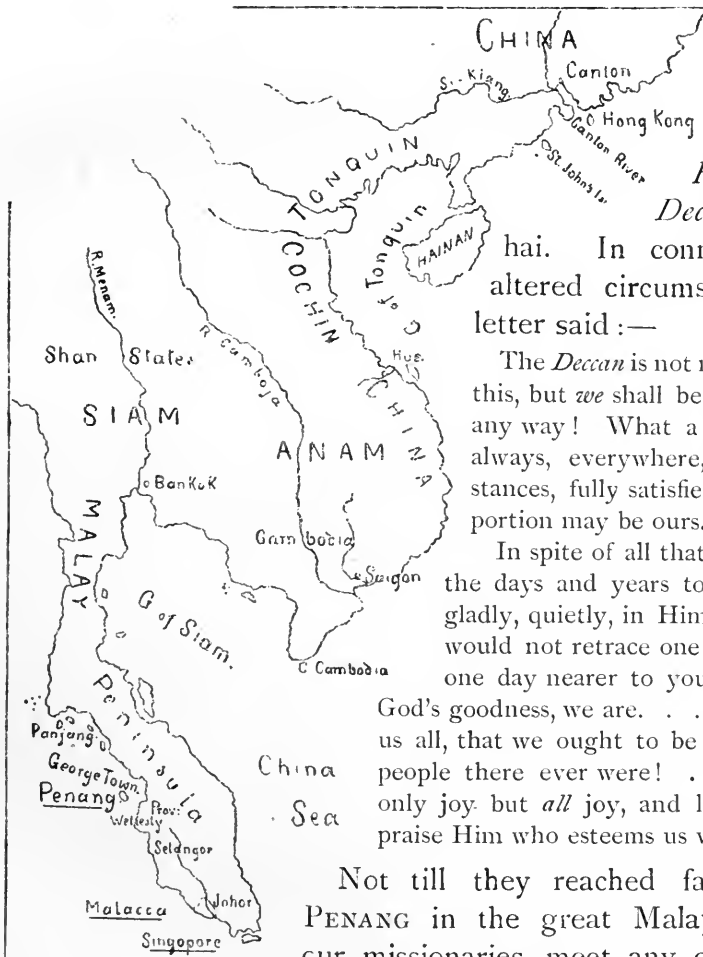 CHINA
Canton
Si-Kiang
Hong Kong
Canton River
St. John's Is.
TONQUIN
G of Tonquin
HAINAN
COCHIN CHINA
Hue.
R. Menam.
R Camboja
Shan States
SIAM
ANAM
BanKoK
Cambodia
Saigon
MALAY Peninsula
G of Siam.
C Cambodia
Panjang
GeorgeTown.
Penang
Prov:
Wellesly
Selangor
China
Sea
Malacca
Johor
Singopore
Dec
hai. In conn
altered circums
letter said :—
The Deccan is not
this, but we shall be
any way! What a
always, everywhere,
stances, fully satisfie
portion may be ours.
In spite of all that
the days and years to
gladly, quietly, in Him
would not retrace one
one day nearer to you
God's goodness, we are. . .
us all, that we ought to be
people there ever were! .
only joy but all joy, and l
praise Him who esteems us w
Not till they reached fa
PENANG in the great Malay
our missionaries meet any